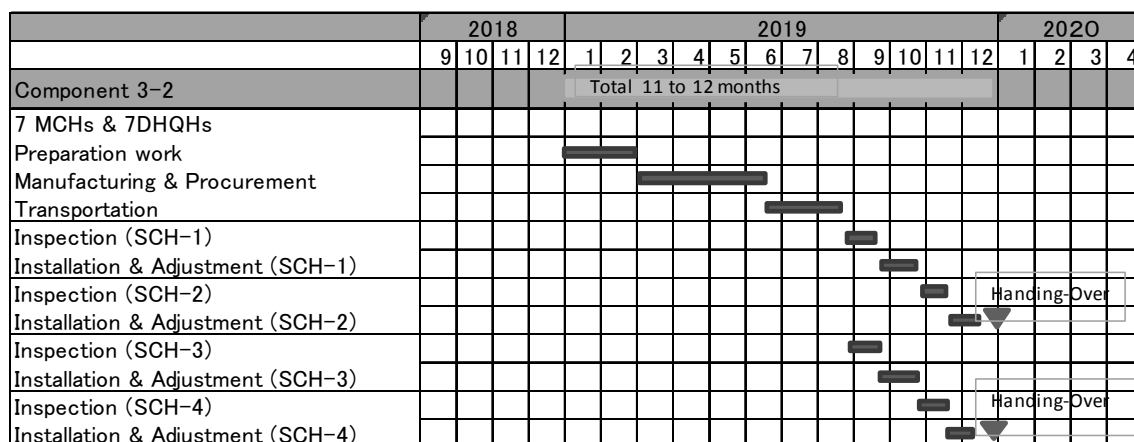 2018 2019 2020
9 10 11 12 1 2 3 4 5 6 7 8 9 10 11 12 1 2 3 4
Component 3-2 Total 11 to 12 months
7 MCHs & 7DHQHs
Preparation work
Manufacturing & Procurement
Transportation
Inspection (SCH-1)
Installation & Adjustment (SCH-1)
Inspection (SCH-2) Handing-Over
Installation & Adjustment (SCH-2)
Inspection (SCH-3)
Installation & Adjustment (SCH-3)
Inspection (SCH-4) Handing-Over
Installation & Adjustment (SCH-4)